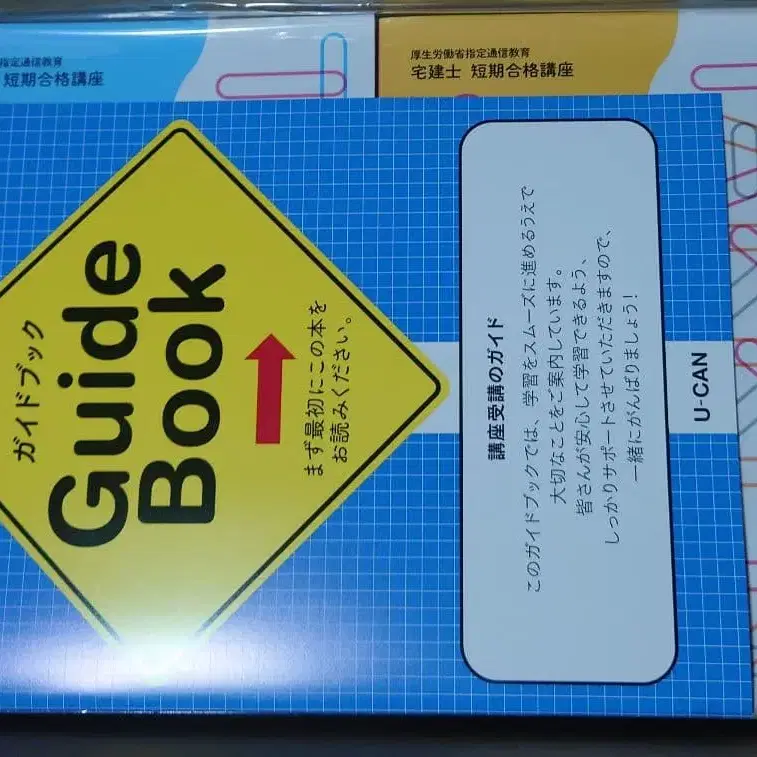 指定通信教育
短期合格講座
厚生労働省指定通信教育
宅建士 短期合格講座
ガイドブック
Guide
Book
まず最初にこの本を
お読みください。
講座受講のガイド
このガイドブックでは、学習をスムーズに進めるうえで
大切なことをご案内しています。
皆さんが安心して学習できるよう、
しっかりサポートさせていただきますので、
一緒にがんばりましょう!
U-CAN